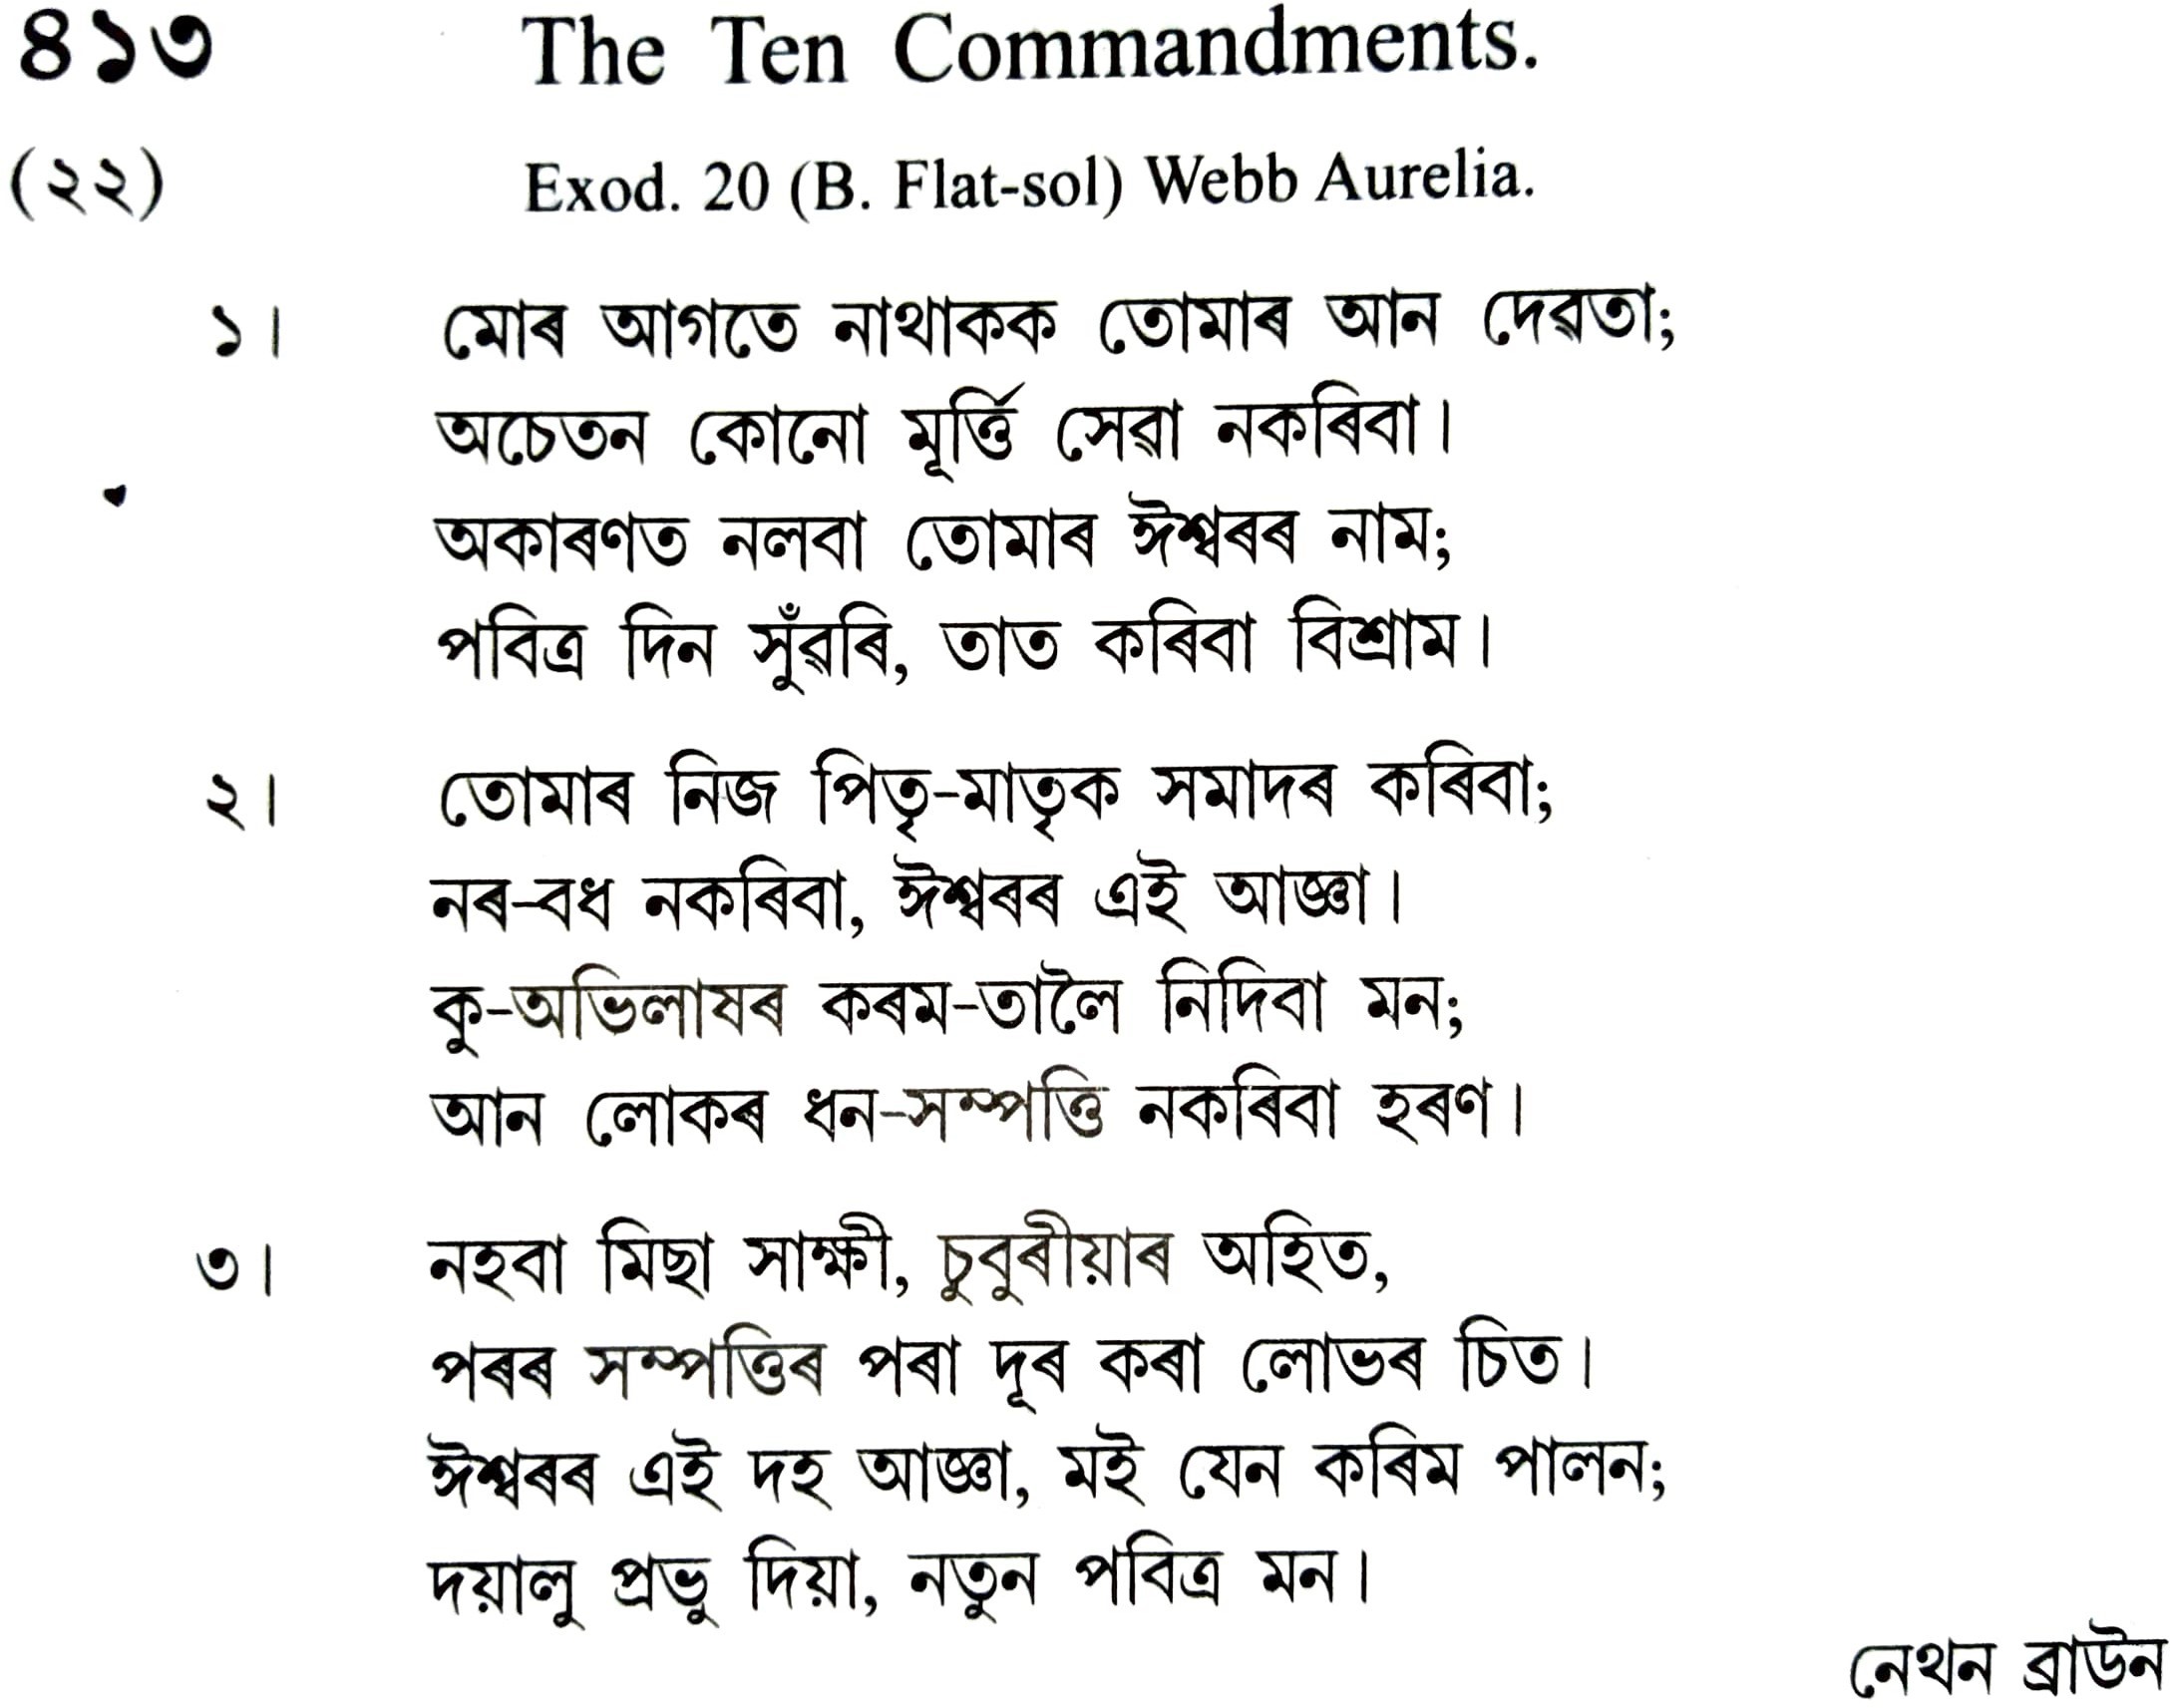 ৪১৩ The Ten Commandments.
(২২) Exod. 20 (B. Flat-sol) Webb Aurelia.
১। মোৰ আগতে নাথাকক তোমাৰ আন দেৱতা;
অচেতন কোনো মূৰ্ত্তি সেৱা নকৰিবা।
অকাৰণত নলবা তোমাৰ ঈশ্বৰৰ নাম;
পবিত্ৰ দিন সুঁৱৰি, তাত কৰিবা বিশ্ৰাম।
২। তোমাৰ নিজ পিতৃ-মাতৃক সমাদৰ কৰিবা;
নৰ-বধ নকৰিবা, ঈশ্বৰৰ এই আজ্ঞা।
কু-অভিলাষৰ কৰম-তালৈ নিদিবা মন;
আন লোকৰ ধন-সম্পত্তি নকৰিবা হৰণ।
৩। নহবা মিছা সাক্ষী, চুবুৰীয়াৰ অহিত,
পৰৰ সম্পত্তিৰ পৰা দূৰ কৰা লোভৰ চিত।
ঈশ্বৰৰ এই দহ আজ্ঞা, মই যেন কৰিম পালন;
দয়ালু প্ৰভু দিয়া, নতুন পবিত্ৰ মন।
নেথন ব্ৰাউন